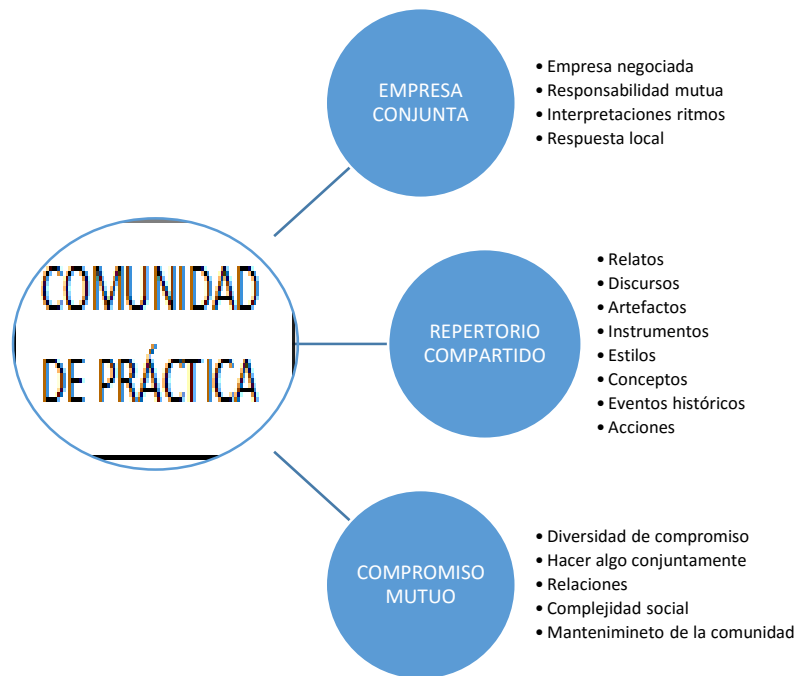 COMUNIDAD
DE PRÁCTICA
EMPRESA
CONJUNTA
• Empresa negociada
• Responsabilidad mutua
• Interpretaciones ritmos
• Respuesta local
REPERTORIO
COMPARTIDO
• Relatos
• Discursos
• Artefactos
• Instrumentos
• Estilos
• Conceptos
• Eventos históricos
• Acciones
COMPROMISO
MUTUO
• Diversidad de compromiso
• Hacer algo conjuntamente
• Relaciones
• Complejidad social
• Mantenimineto de la comunidad